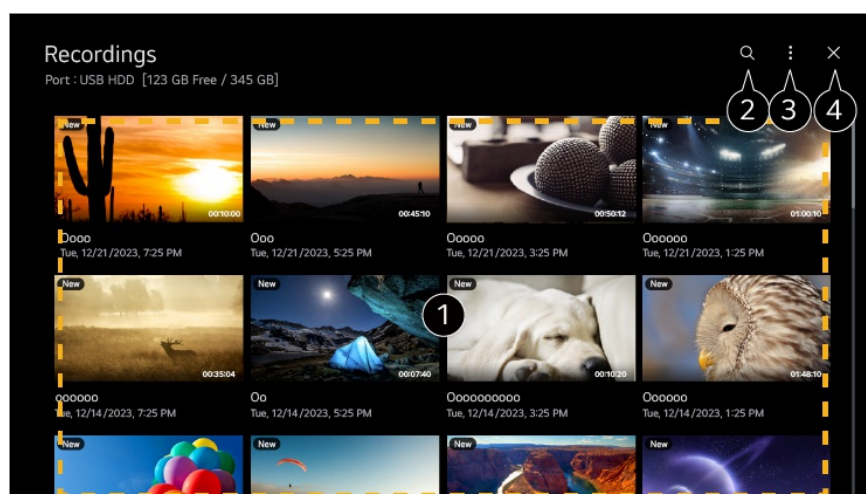 Recordings
Port : USB HDD [123 GB Free / 345 GB]
2 3 4
New New New New
00:10:00 00:45:10 00:50:12 01:00:10
Oooo Ooo Ooooo Oooooo
Tue, 12/21/2023, 7:25 PM Tue, 12/21/2023, 5:25 PM Tue, 12/21/2023, 3:25 PM Tue, 12/21/2023, 1:25 PM
New New New New
1
00:35:04 00:07:40 00:10:20 01:48:10
oooooo Oo Oooooooooo Oooooo
Tue, 12/14/2023, 7:25 PM Tue, 12/14/2023, 5:25 PM Tue, 12/14/2023, 3:25 PM Tue, 12/14/2023, 1:25 PM
New New New New